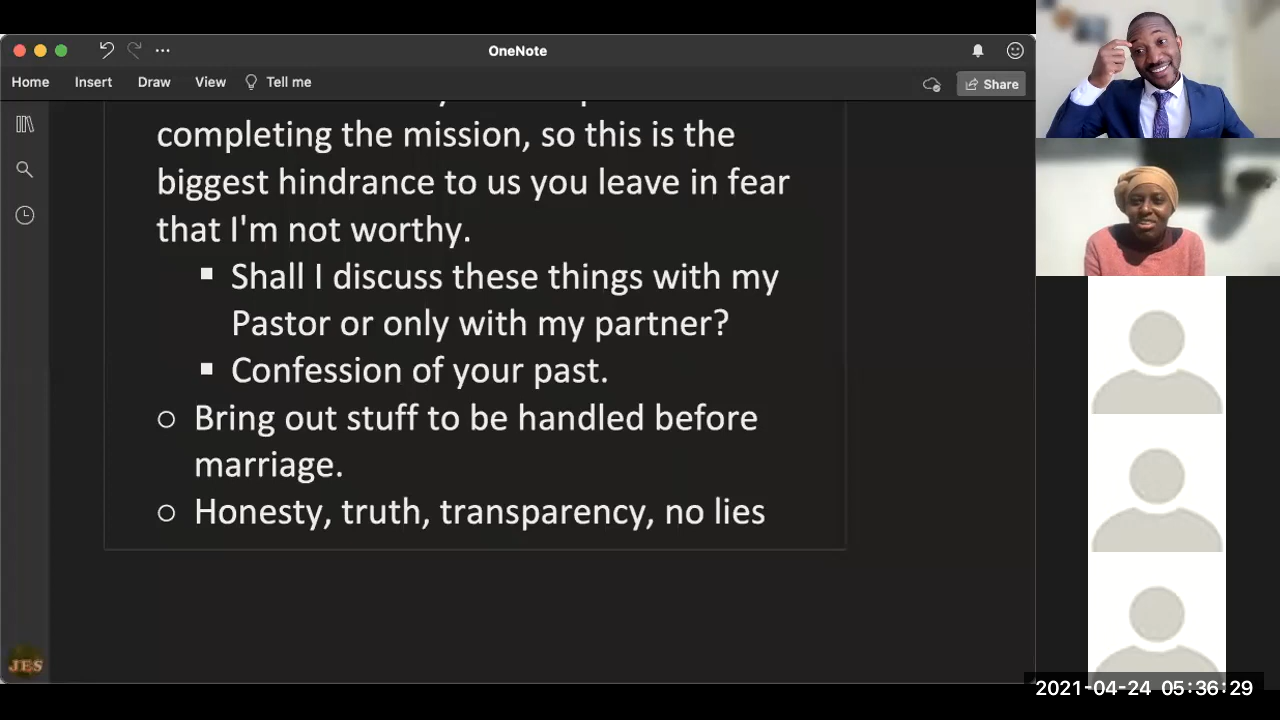 OneNote
Home Insert Draw View Tell me Share
completing the mission, so this is the
biggest hindrance to us you leave in fear
that I'm not worthy.
▪ Shall I discuss these things with my
Pastor or only with my partner?
▪ Confession of your past.
○ Bring out stuff to be handled before
marriage.
○ Honesty, truth, transparency, no lies
JES
2021-04-24 05:36:29